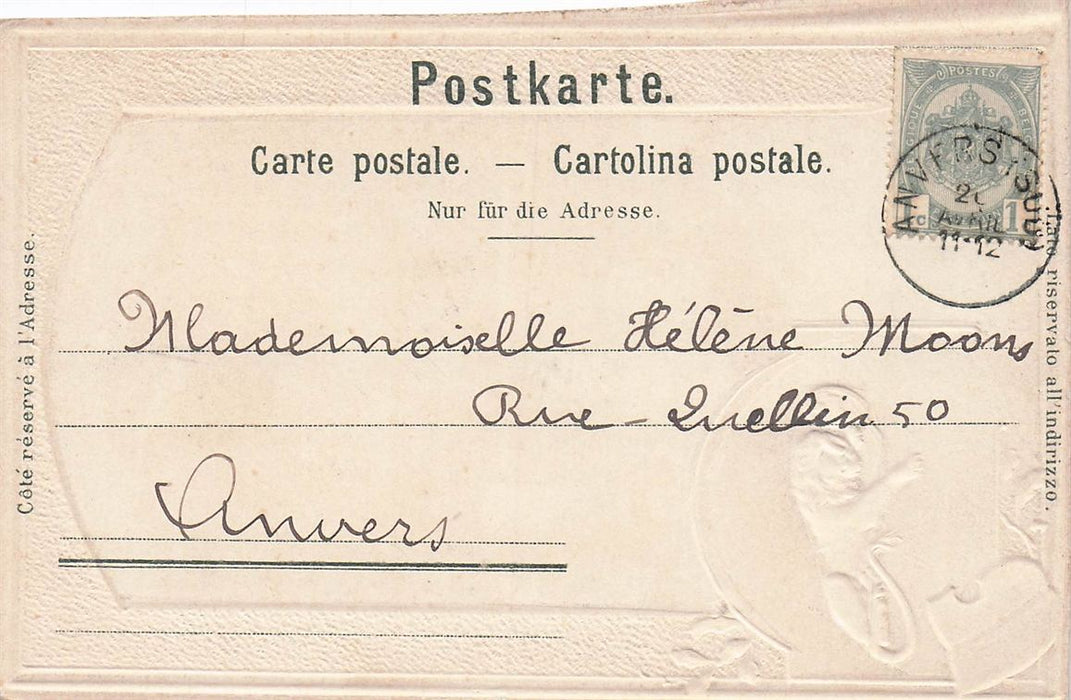 Postkarte.
Carte postale. — Cartolina postale.
Nur für die Adresse.
POSTES
ANVERS (SUD)
AVRIL
11-12
Côté réservé à l'Adresse.
Lato riservato all'indirizzo.
Mademoiselle Hélène Moons
Rue-Quellin 50
Anvers